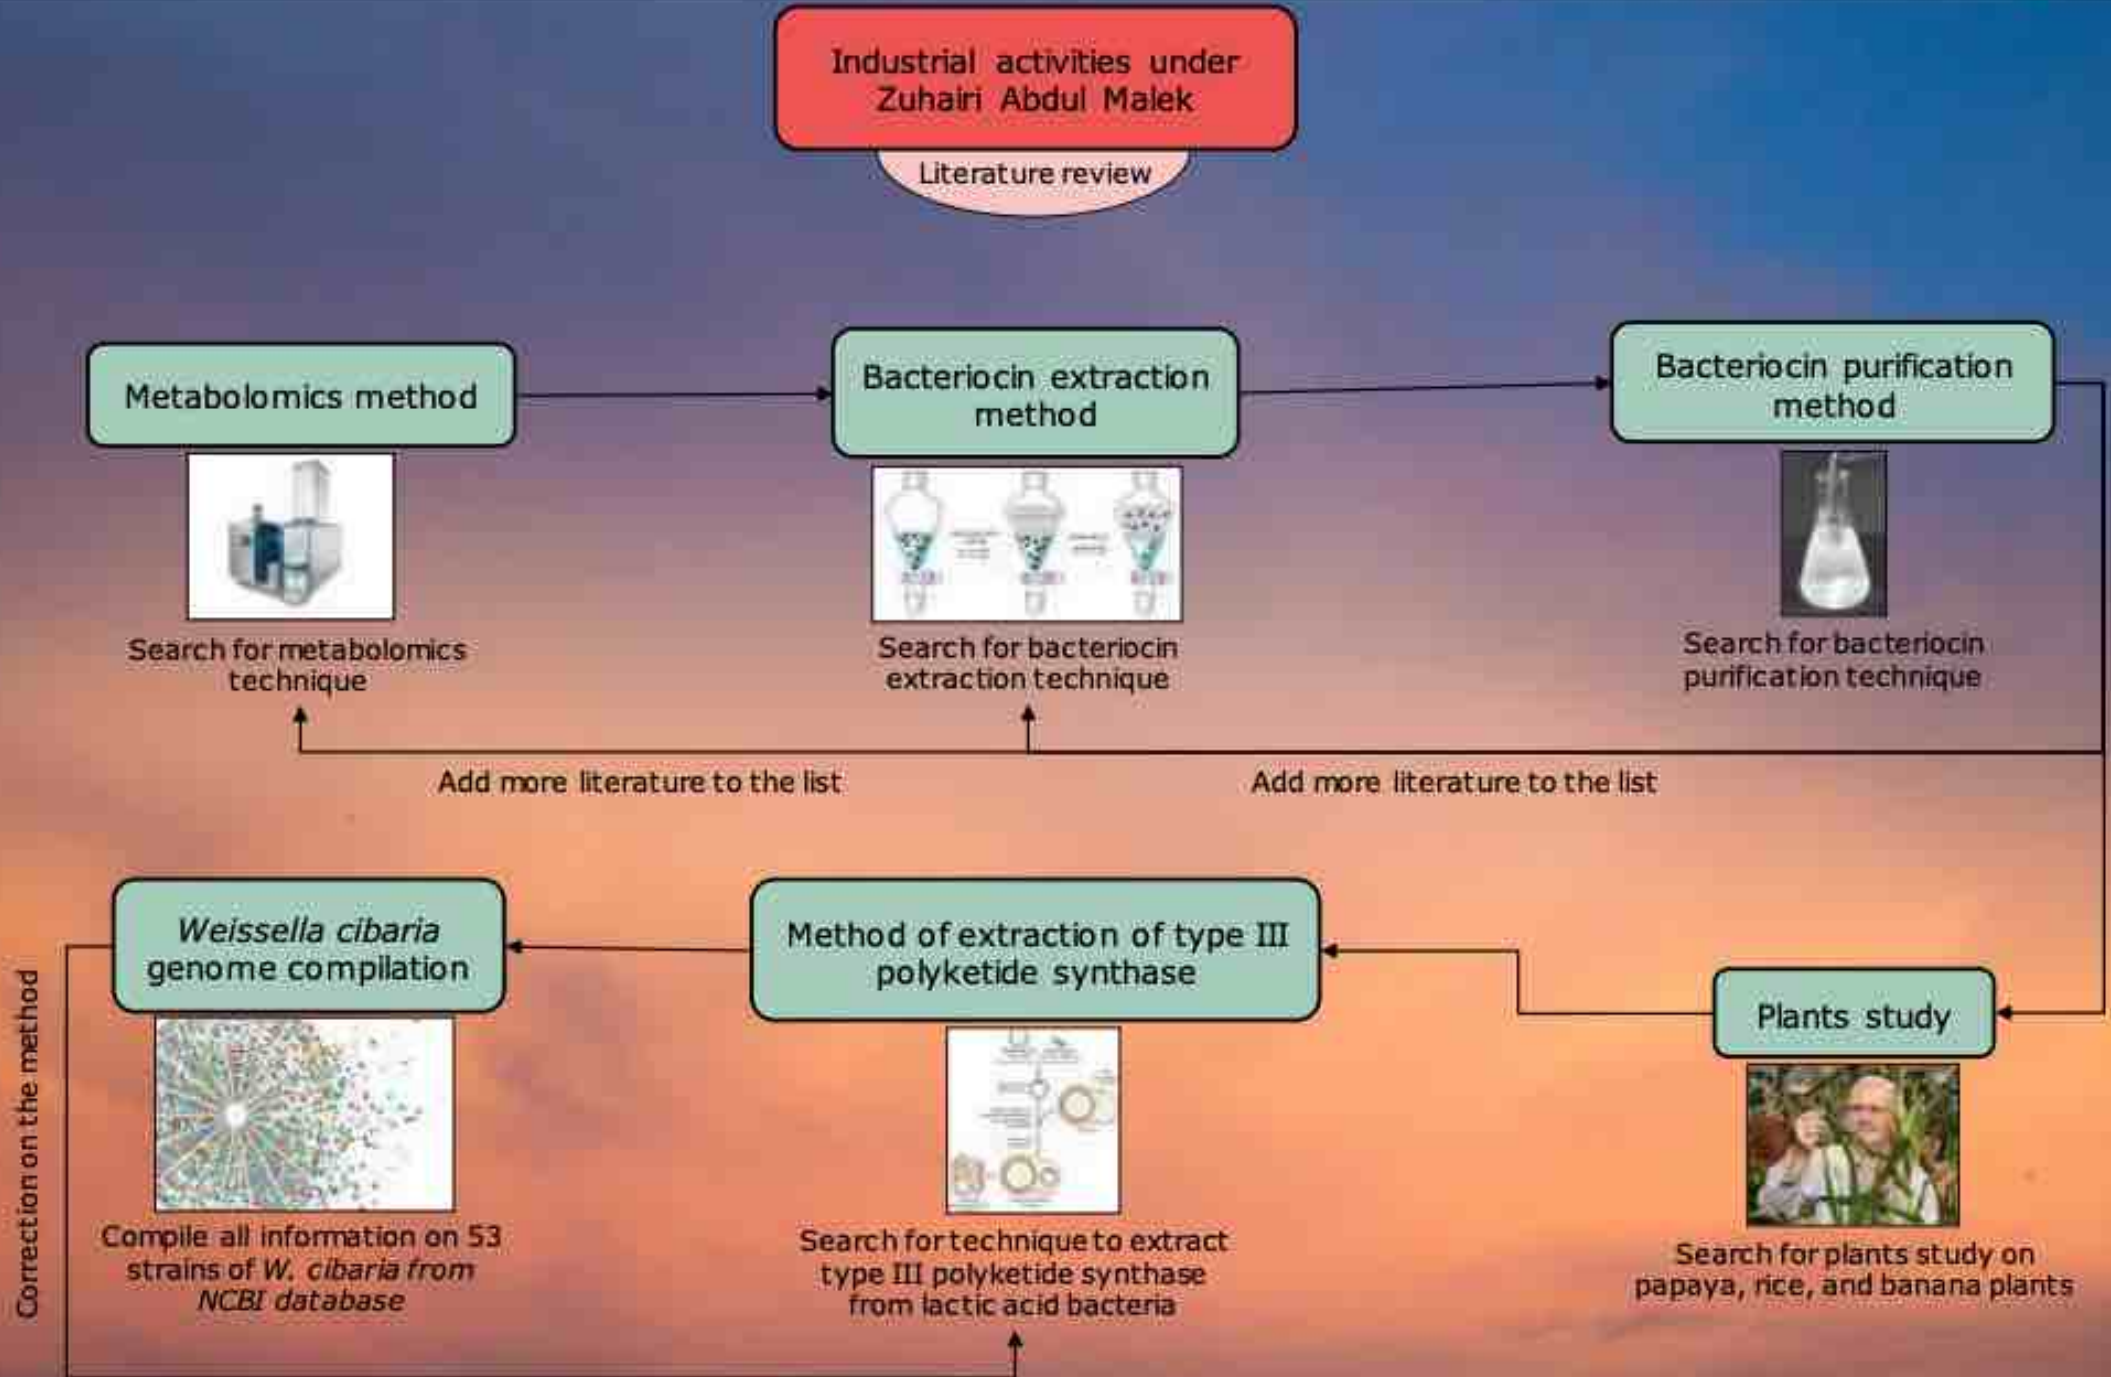 Industrial activities under
Zuhairi Abdul Malek
Literature review
Metabolomics method
Bacteriocin extraction
method
Bacteriocin purification
method
Search for metabolomics
technique
Search for bacteriocin
extraction technique
Search for bacteriocin
purification technique
Add more literature to the list
Add more literature to the list
Weissella cibaria
genome compilation
Method of extraction of type III
polyketide synthase
Plants study
Correction on the method
Compile all information on 53
strains of W. cibaria from
NCBI database
Search for technique to extract
type III polyketide synthase
from lactic acid bacteria
Search for plants study on
papaya, rice, and banana plants